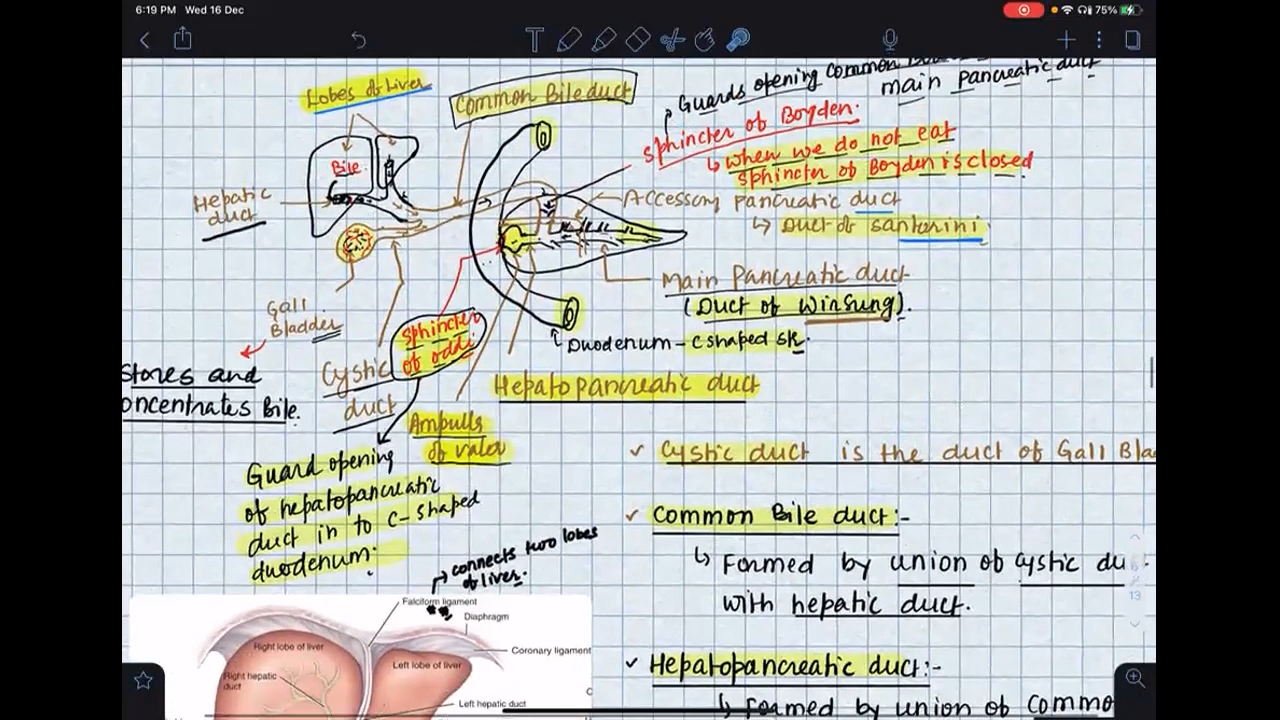 6:19 PM Wed 16 Dec
75%
Guards opening Common
main Pancreatic duct
Lobes of Liver
Common Bile duct
Sphincter of Boyden.
when we do not eat
sphincter of Boyden is closed
Bile
Hepatic
duct
Accessory Pancreatic duct
Duct of santorini
Main Pancreatic duct
(Duct of Winsung).
Duodenum - C shaped
Gall
Bladder
Stores and
oncentrates Bile.
Cystic
duct
Sphincter
of oddi
Hepatopancreatic duct
Ampulla
of vater
Guard opening
of hepatopancreatic
duct in to C-shaped
duodenum.
Cystic duct is the duct of Gall Bla
Common Bile duct:-
Formed by union of cystic du
with hepatic duct.
Hepatopancreatic duct:-
Formed by union of Commo
connects two lobes
of liver.
Falciform ligament
Diaphragm
Coronary ligament
Right lobe of liver
Left lobe of liver
Right hepatic
duct
Left hepatic duct
13